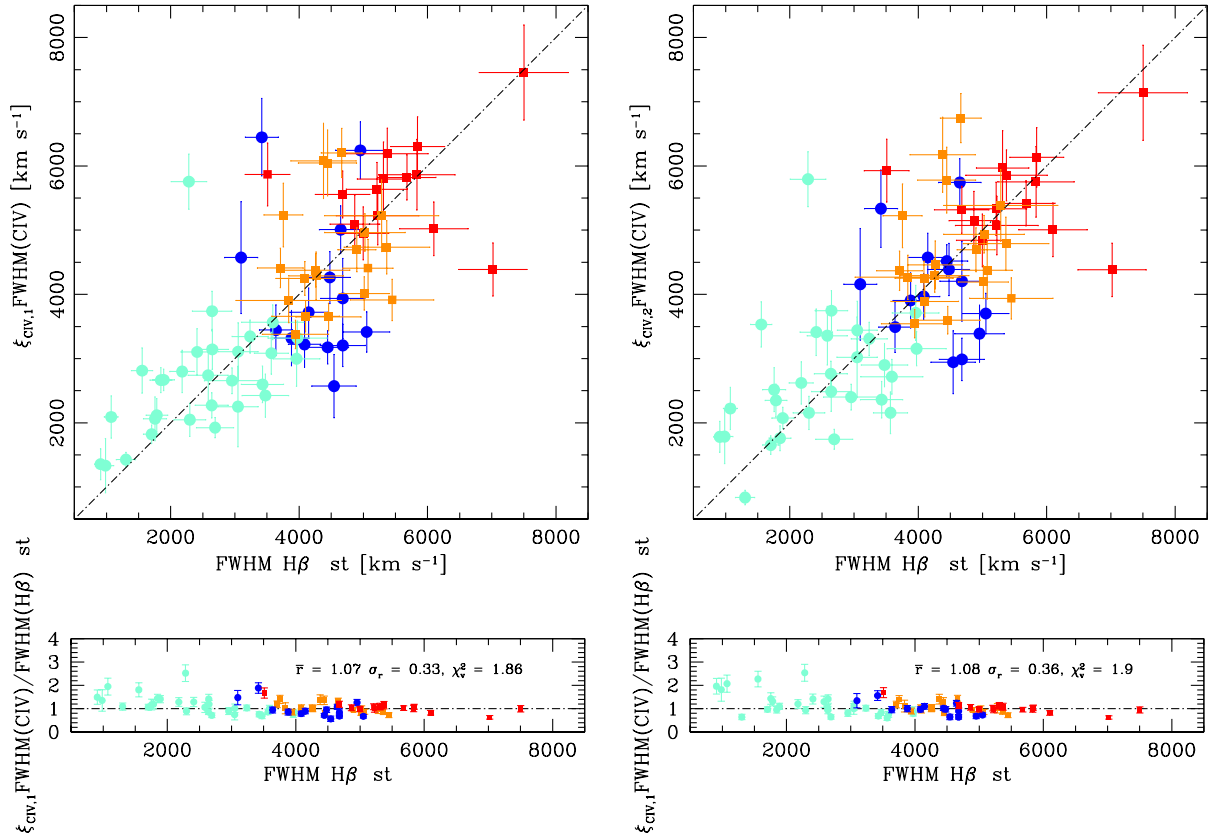 8000
6000
4000
2000
ξCIV,1FWHM(CIV) [km s⁻¹]
2000 4000 6000 8000
FWHM Hβ st [km s⁻¹]
8000
6000
4000
2000
ξCIV,2FWHM(CIV) [km s⁻¹]
2000 4000 6000 8000
FWHM Hβ st [km s⁻¹]
ξCIV,1FWHM(CIV)/FWHM(Hβ) st
4
3
2
1
0
r̅ = 1.07 σr = 0.33, χ²ν = 1.86
2000 4000 6000 8000
FWHM Hβ st
ξCIV,1FWHM(CIV)/FWHM(Hβ) st
4
3
2
1
0
r̅ = 1.08 σr = 0.36, χ²ν = 1.9
2000 4000 6000 8000
FWHM Hβ st